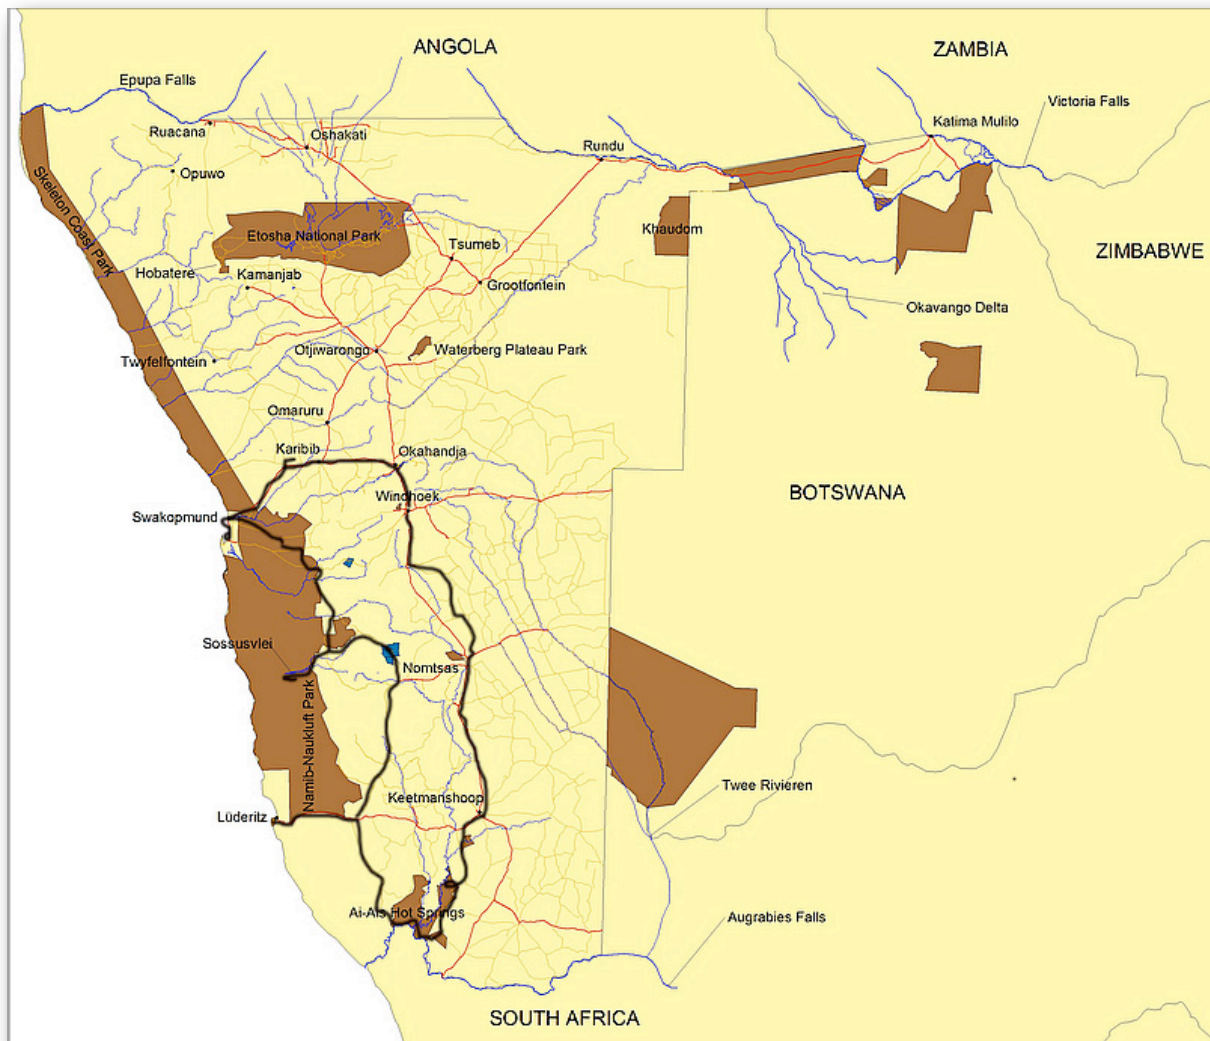 ANGOLA
ZAMBIA
Epupa Falls
Victoria Falls
Katima Mulilo
Ruacana
Oshakati
Rundu
Opuwo
Skeleton Coast Park
Khaudom
Etosha National Park
Tsumeb
ZIMBABWE
Hobatere
Kamanjab
Grootfontein
Okavango Delta
Otjiwarongo
Waterberg Plateau Park
Twyfelfontein
Omaruru
Karibib
Okahandja
BOTSWANA
Windhoek
Swakopmund
Sossusvlei
Nomtsas
Namib-Naukluft Park
Twee Rivieren
Keetmanshoop
Lüderitz
Ai-Ais Hot Springs
Augrabies Falls
SOUTH AFRICA